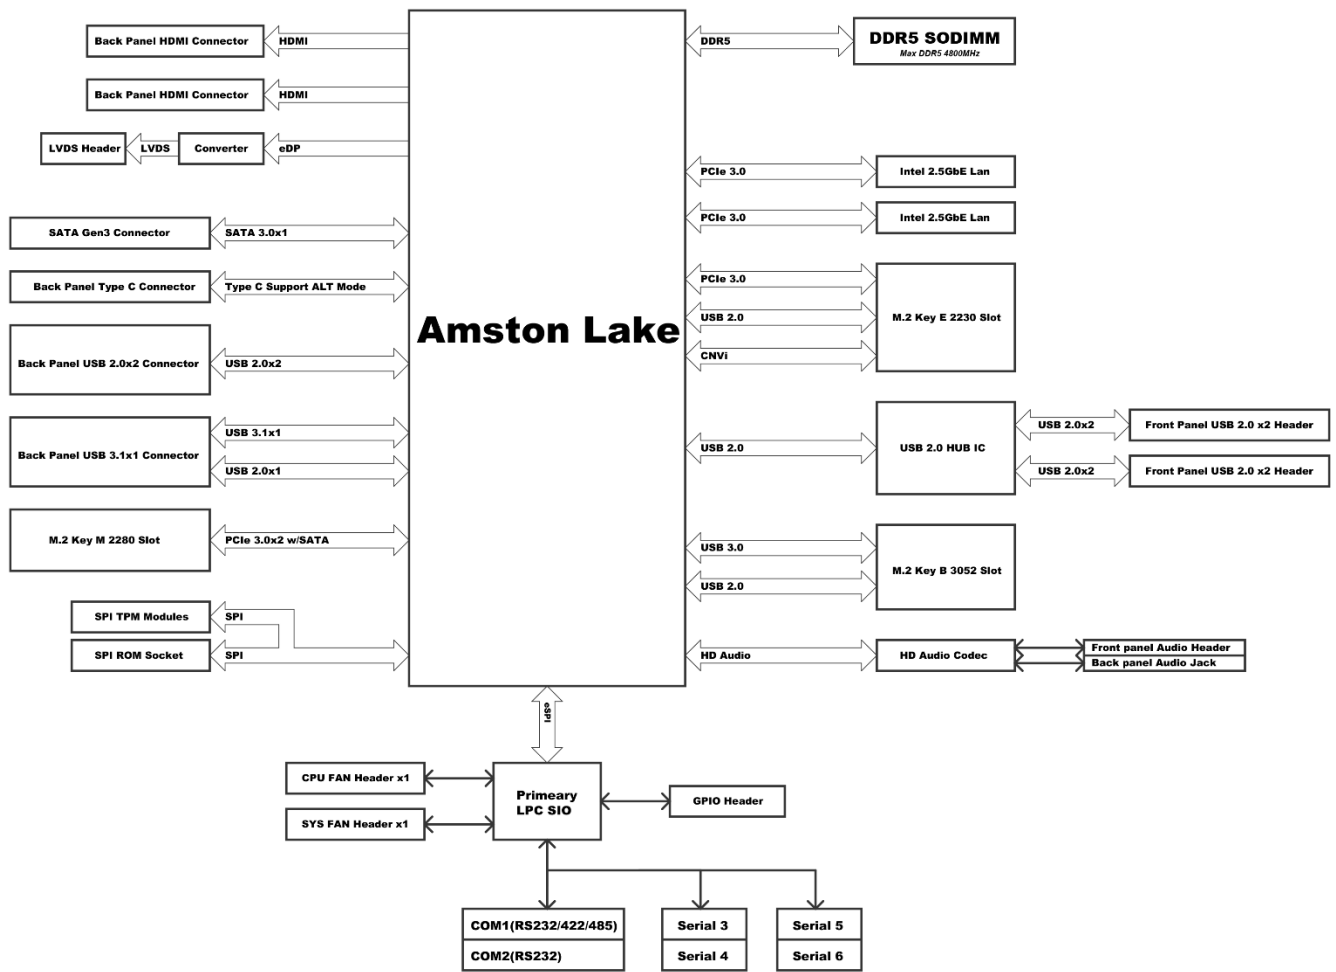 Back Panel HDMI Connector
HDMI
Back Panel HDMI Connector
HDMI
LVDS Header
LVDS
Converter
eDP
SATA Gen3 Connector
SATA 3.0x1
Back Panel Type C Connector
Type C Support ALT Mode
Back Panel USB 2.0x2 Connector
USB 2.0x2
Back Panel USB 3.1x1 Connector
USB 3.1x1
USB 2.0x1
M.2 Key M 2280 Slot
PCIe 3.0x2 w/SATA
SPI TPM Modules
SPI
SPI ROM Socket
SPI
Amston Lake
DDR5
DDR5 SODIMM
Max DDR5 4800MHz
PCIe 3.0
Intel 2.5GbE Lan
PCIe 3.0
Intel 2.5GbE Lan
PCIe 3.0
USB 2.0
CNVi
M.2 Key E 2230 Slot
USB 2.0
USB 2.0 HUB IC
USB 2.0x2
Front Panel USB 2.0 x2 Header
USB 2.0x2
Front Panel USB 2.0 x2 Header
USB 3.0
USB 2.0
M.2 Key B 3052 Slot
HD Audio
HD Audio Codec
Front panel Audio Header
Back panel Audio Jack
eSPI
CPU FAN Header x1
SYS FAN Header x1
Primeary
LPC SIO
GPIO Header
COM1(RS232/422/485)
COM2(RS232)
Serial 3
Serial 4
Serial 5
Serial 6